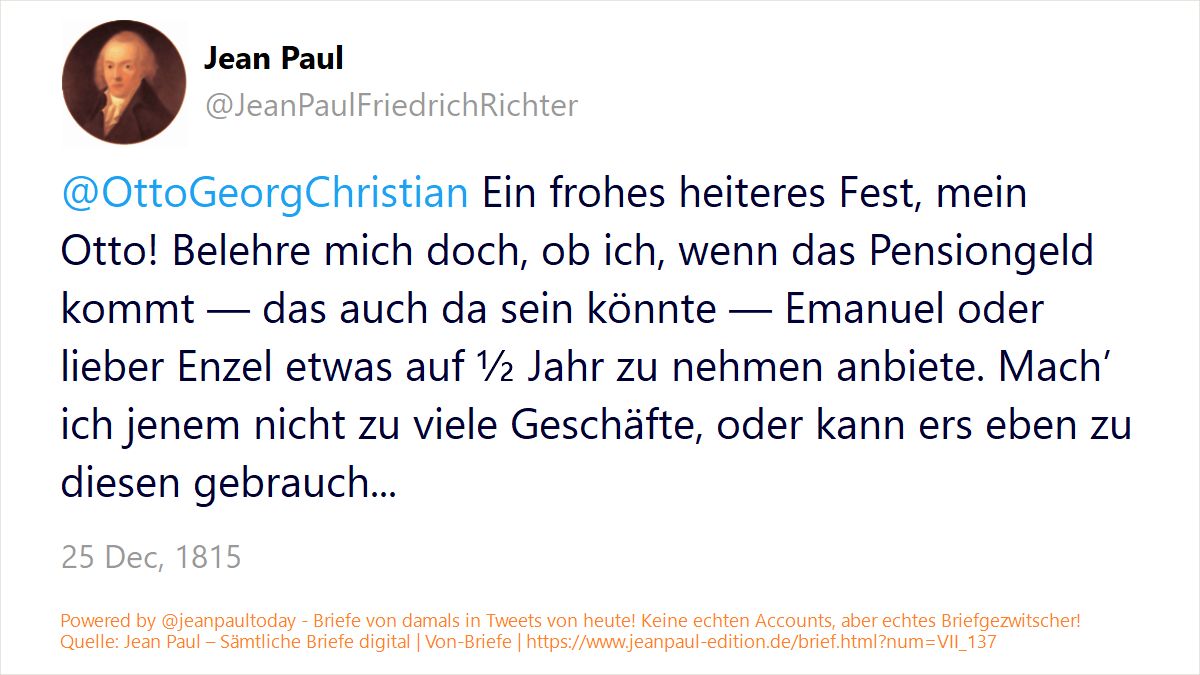 Jean Paul
@JeanPaulFriedrichRichter
@OttoGeorgChristian Ein frohes heiteres Fest, mein
Otto! Belehre mich doch, ob ich, wenn das Pensiongeld
kommt — das auch da sein könnte — Emanuel oder
lieber Enzel etwas auf ½ Jahr zu nehmen anbiete. Mach’
ich jenem nicht zu viele Geschäfte, oder kann ers eben zu
diesen gebrauch...
25 Dec, 1815
Powered by @jeanpaultoday - Briefe von damals in Tweets von heute! Keine echten Accounts, aber echtes Briefgezwitscher!
Quelle: Jean Paul – Sämtliche Briefe digital | Von-Briefe | https://www.jeanpaul-edition.de/brief.html?num=VII_137